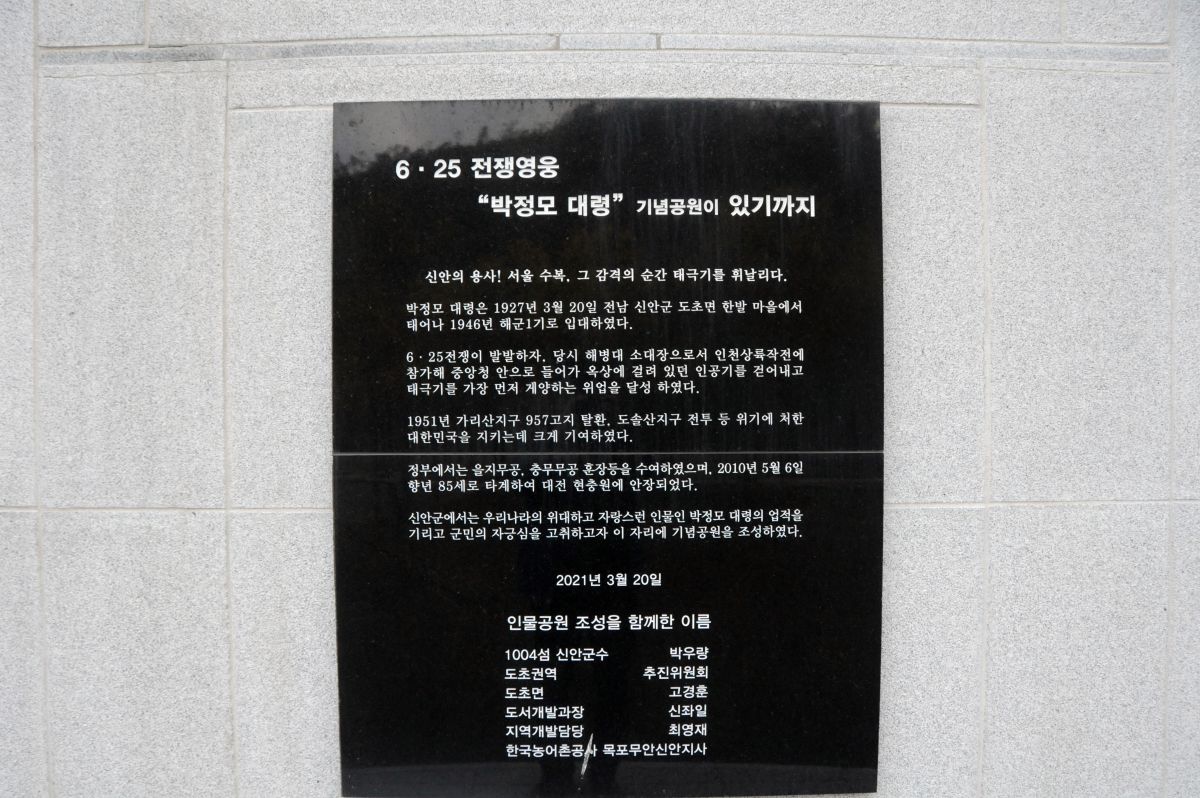 6 · 25 전쟁영웅
“박정모 대령” 기념공원이 있기까지
신안의 용사! 서울 수복, 그 감격의 순간 태극기를 휘날리다.
박정모 대령은 1927년 3월 20일 전남 신안군 도초면 한발 마을에서
태어나 1946년 해군1기로 입대하였다.
6 · 25전쟁이 발발하자, 당시 해병대 소대장으로서 인천상륙작전에
참가해 중앙청 안으로 들어가 옥상에 걸려 있던 인공기를 걷어내고
태극기를 가장 먼저 게양하는 위업을 달성 하였다.
1951년 가리산지구 957고지 탈환, 도솔산지구 전투 등 위기에 처한
대한민국을 지키는데 크게 기여하였다.
정부에서는 을지무공, 충무무공 훈장등을 수여하였으며, 2010년 5월 6일
향년 85세로 타계하여 대전 현충원에 안장되었다.
신안군에서는 우리나라의 위대하고 자랑스런 인물인 박정모 대령의 업적을
기리고 군민의 자긍심을 고취하고자 이 자리에 기념공원을 조성하였다.
2021년 3월 20일
인물공원 조성을 함께한 이름
1004섬 신안군수 박우량
도초권역 추진위원회
도초면 고경훈
도서개발과장 신좌일
지역개발담당 최영재
한국농어촌공사 목포무안신안지사